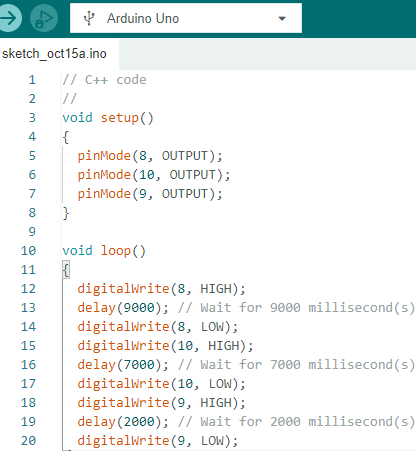 Arduino Uno
sketch_oct15a.ino
1 // C++ code
2 //
3 void setup()
4 {
5   pinMode(8, OUTPUT);
6   pinMode(10, OUTPUT);
7   pinMode(9, OUTPUT);
8 }
9
10 void loop()
11 {
12   digitalWrite(8, HIGH);
13   delay(9000); // Wait for 9000 millisecond(s)
14   digitalWrite(8, LOW);
15   digitalWrite(10, HIGH);
16   delay(7000); // Wait for 7000 millisecond(s)
17   digitalWrite(10, LOW);
18   digitalWrite(9, HIGH);
19   delay(2000); // Wait for 2000 millisecond(s)
20   digitalWrite(9, LOW);